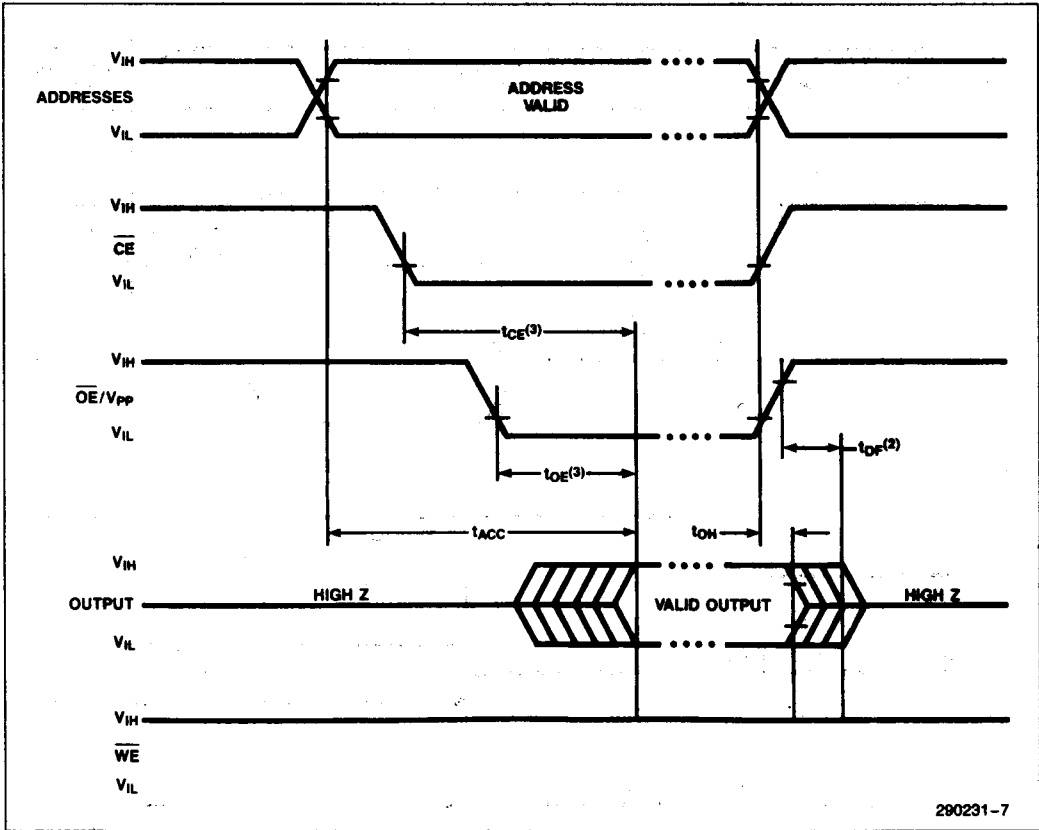 VIH
ADDRESSES
VIL
ADDRESS
VALID
VIH
CE
VIL
tCE(3)
VIH
OE/VPP
VIL
tDF(2)
tOE(3)
tACC
tOH
VIH
OUTPUT
VIL
HIGH Z
VALID OUTPUT
HIGH Z
VIH
WE
VIL
290231-7